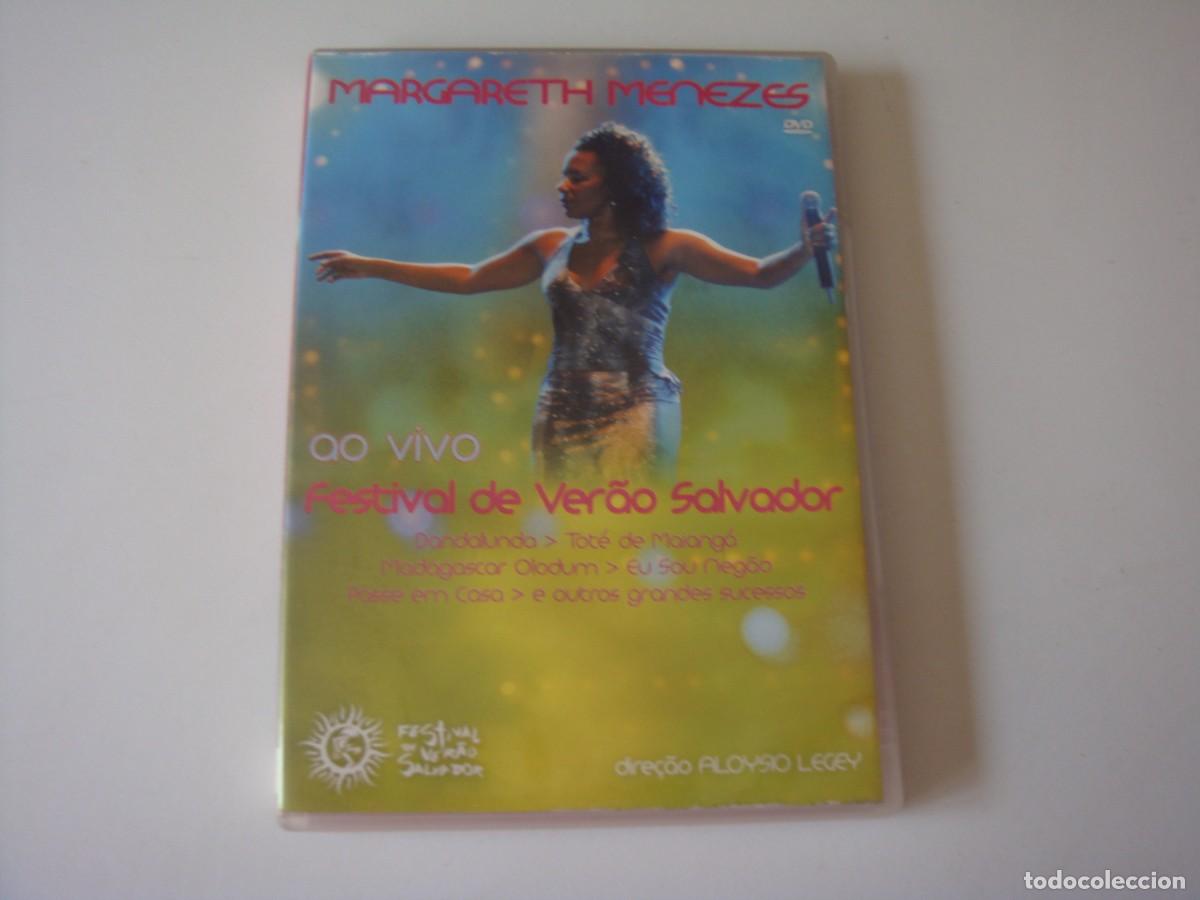 MARGARETH MENEZES
DVD
ao vivo
Festival de Verão Salvador
Dandalunda > Toté de Maiangá
Madagascar Olodum > Eu Sou Negão
Passe em Casa > e outros grandes sucessos
FESTIVAL
DE VERÃO
SALVADOR
direção ALOYSIO LEGEY
todocoleccion